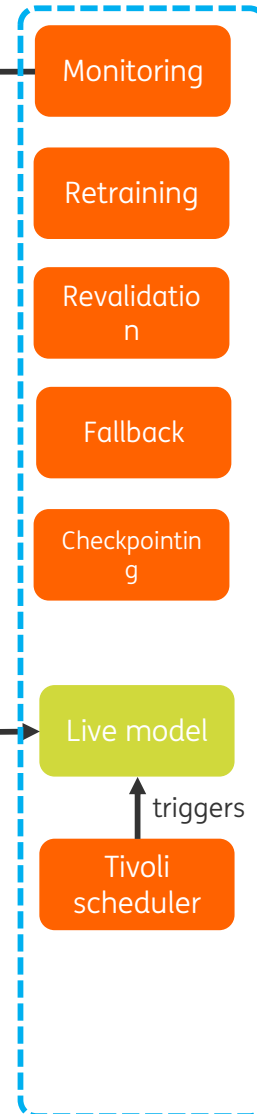 Monitoring
Retraining
Revalidatio
n
Fallback
Checkpointin
g
Live model
triggers
Tivoli
scheduler